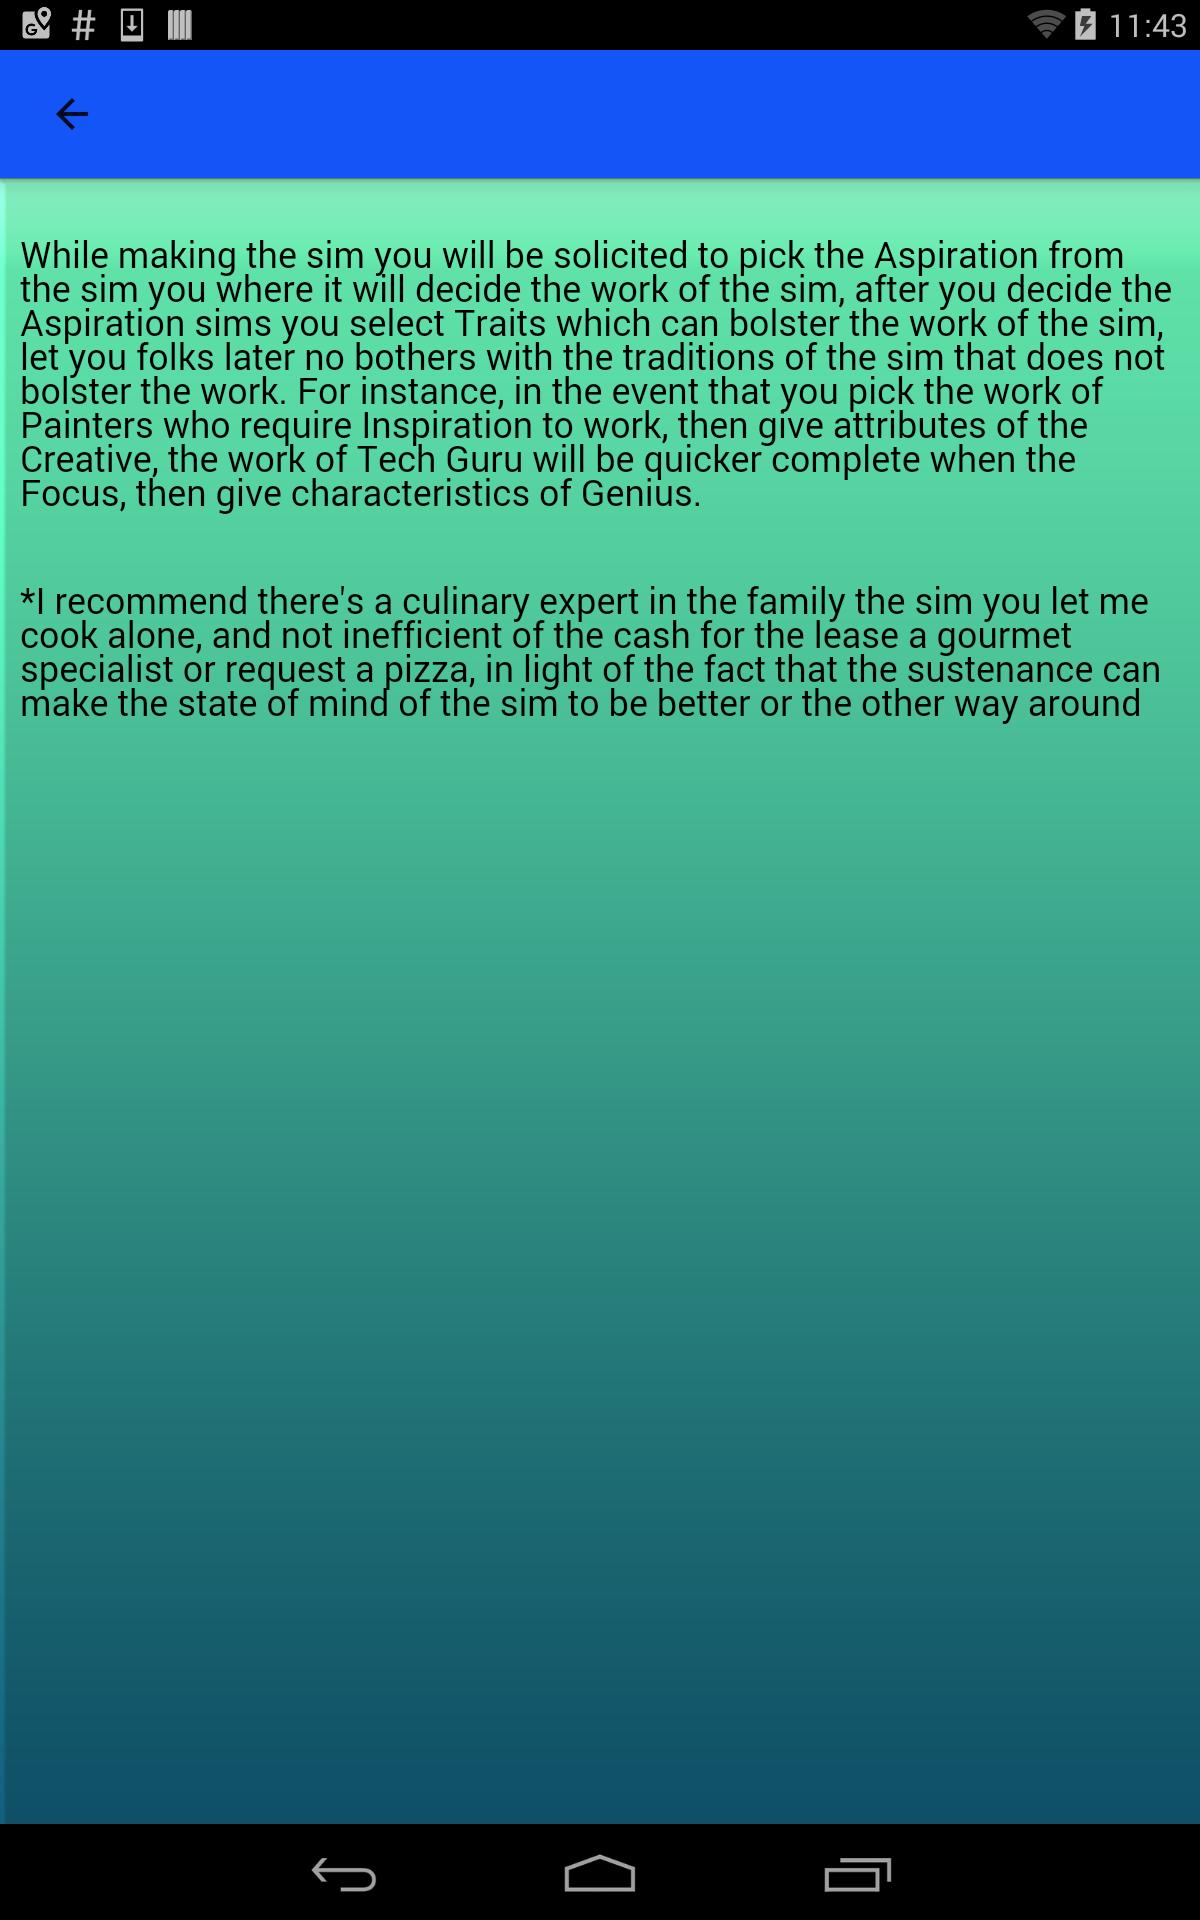 11:43
While making the sim you will be solicited to pick the Aspiration from
the sim you where it will decide the work of the sim, after you decide the
Aspiration sims you select Traits which can bolster the work of the sim,
let you folks later no bothers with the traditions of the sim that does not
bolster the work. For instance, in the event that you pick the work of
Painters who require Inspiration to work, then give attributes of the
Creative, the work of Tech Guru will be quicker complete when the
Focus, then give characteristics of Genius.
*I recommend there's a culinary expert in the family the sim you let me
cook alone, and not inefficient of the cash for the lease a gourmet
specialist or request a pizza, in light of the fact that the sustenance can
make the state of mind of the sim to be better or the other way around